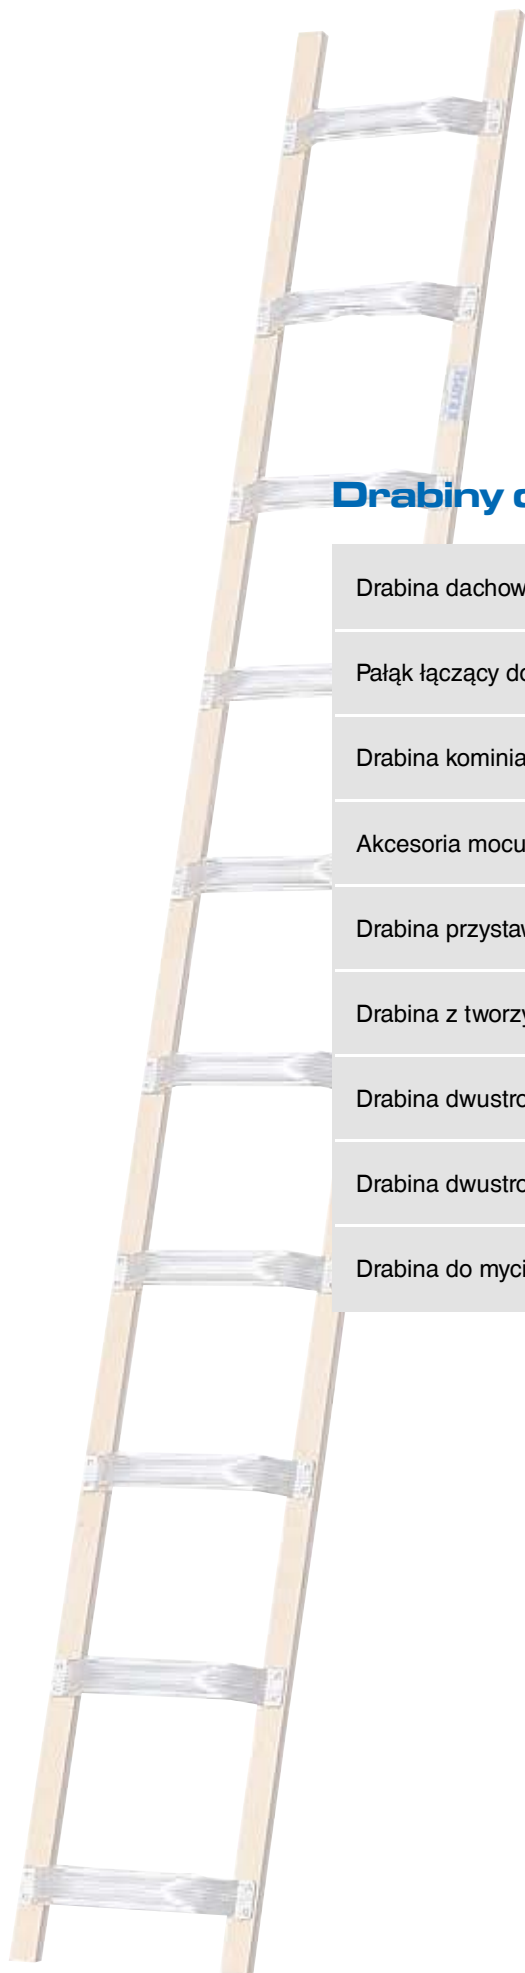 Drabiny
Drabina dachow
Pałąk łączący do
Drabina kominia
Akcesoria mocu
Drabina przystaw
Drabina z tworzy
Drabina dwustro
Drabina dwustro
Drabina do myci